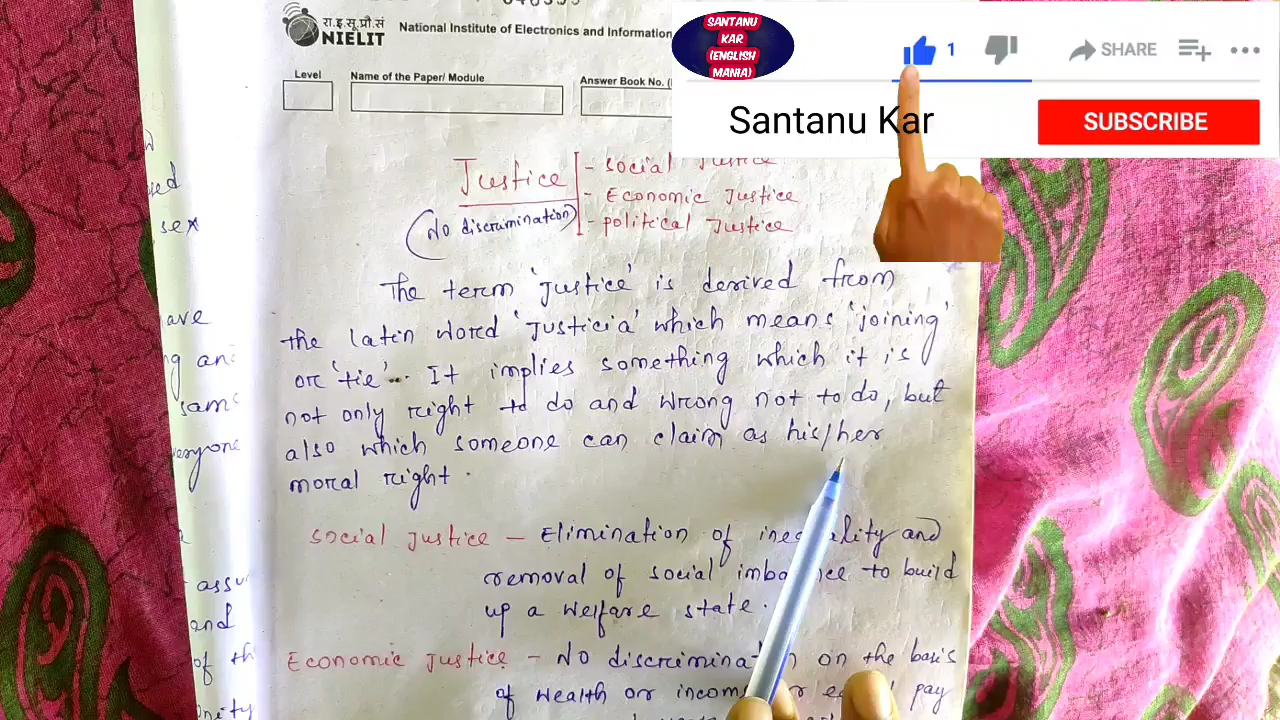 रा.इ.सू.प्रौ.सं
NIELIT
National Institute of Electronics and Information
Level
Name of the Paper/ Module
Answer Book No.
SANTANU
KAR
(ENGLISH
MANIA)
1
SHARE
Santanu Kar
SUBSCRIBE
Justice
- Social Justice
- Economic Justice
- political Justice
(No discrimination)
The term 'justice' is derived from
the latin word 'Justicia' which means 'joining'
or 'tie'. It implies something which it is
not only right to do and wrong not to do, but
also which someone can claim as his/her
moral right.
Social Justice - Elimination of and
removal of social to build
up a welfare state.
Economic Justice - No on the basis
of wealth or pay
sex
ave
and
of